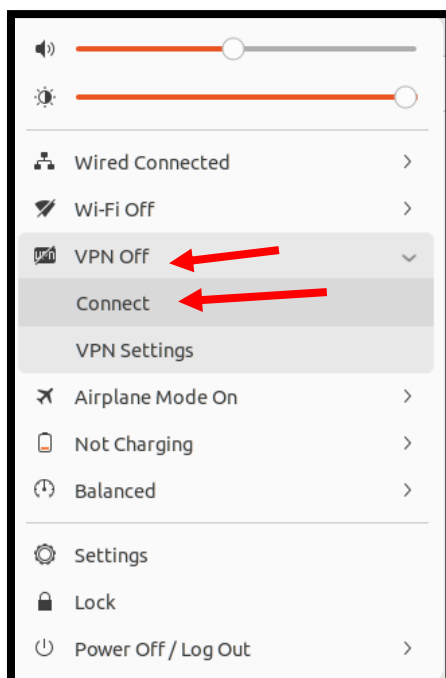 Wired Connected
Wi-Fi Off
VPN VPN Off
Connect
VPN Settings
Airplane Mode On
Not Charging
Balanced
Settings
Lock
Power Off / Log Out